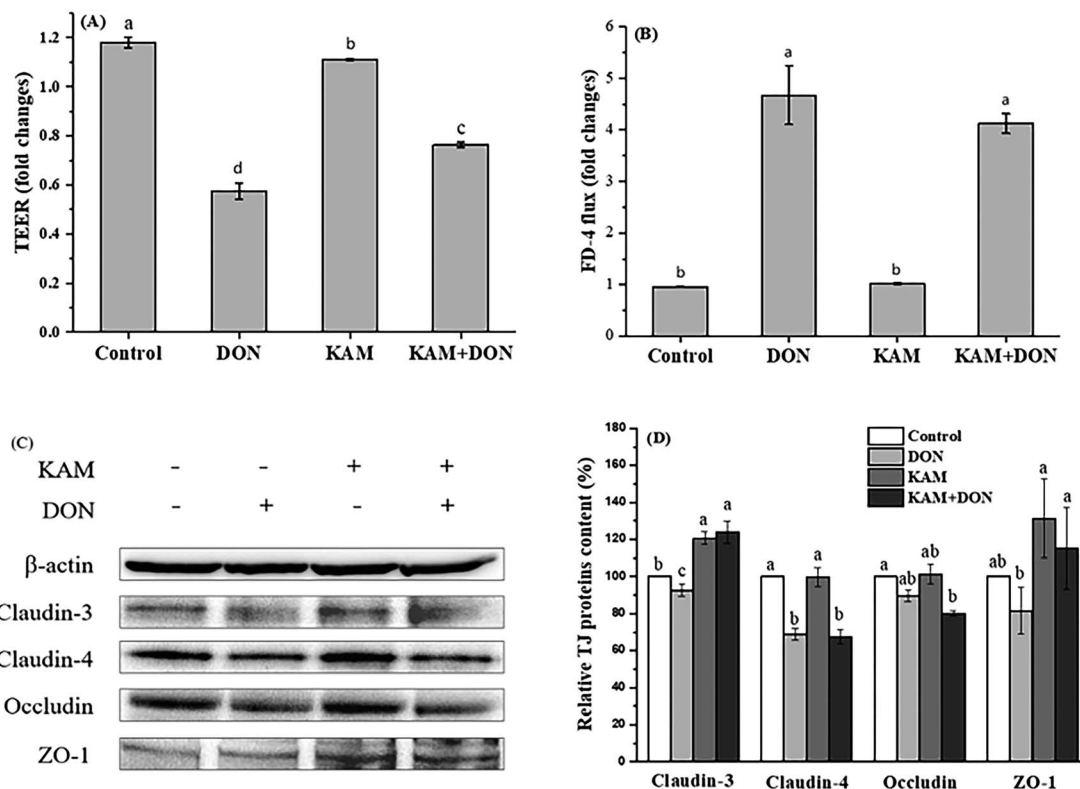 (A)
TEER (fold changes)
1.2
1.0
0.8
0.6
0.4
0.2
0.0
a
d
b
c
Control DON KAM KAM+DON
(B)
FD-4 flux (fold changes)
6
5
4
3
2
1
0
b
a
b
a
Control DON KAM KAM+DON
(C)
KAM - - + +
DON - + - +
β-actin
Claudin-3
Claudin-4
Occludin
ZO-1
(D)
Relative TJ proteins content (%)
180
160
140
120
100
80
60
40
20
0
Control
DON
KAM
KAM+DON
b c a a
a b a b
a ab ab b
ab b a a
Claudin-3 Claudin-4 Occludin ZO-1